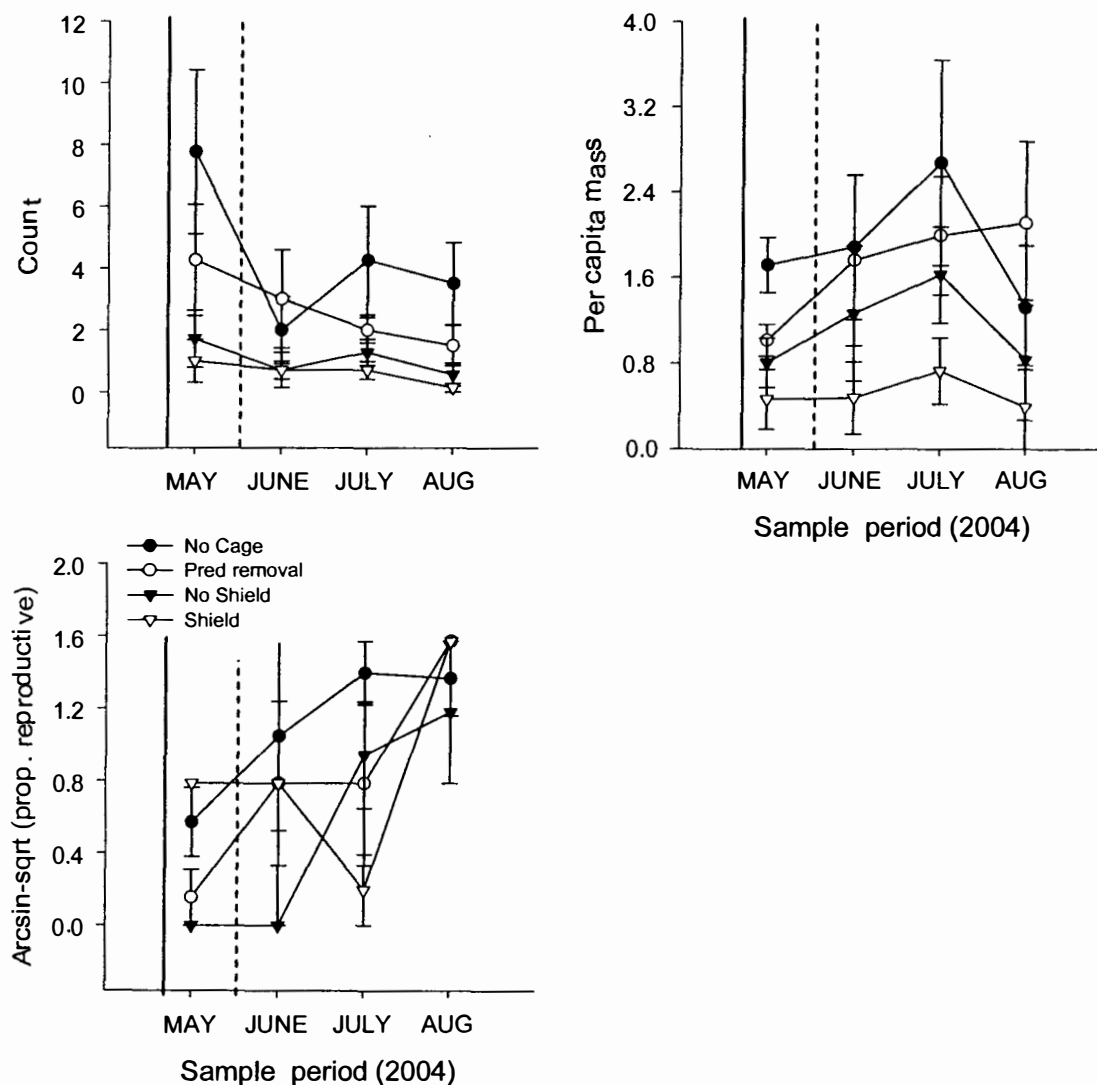 12
10
8
6
4
2
0
Count
MAY JUNE JULY AUG
4.0
3.2
2.4
1.6
0.8
0.0
Per capita mass
MAY JUNE JULY AUG
Sample period (2004)
No Cage
Pred removal
No Shield
Shield
2.0
1.6
1.2
0.8
0.4
0.0
Arcsin-sqrt (prop. reproductive)
MAY JUNE JULY AUG
Sample period (2004)